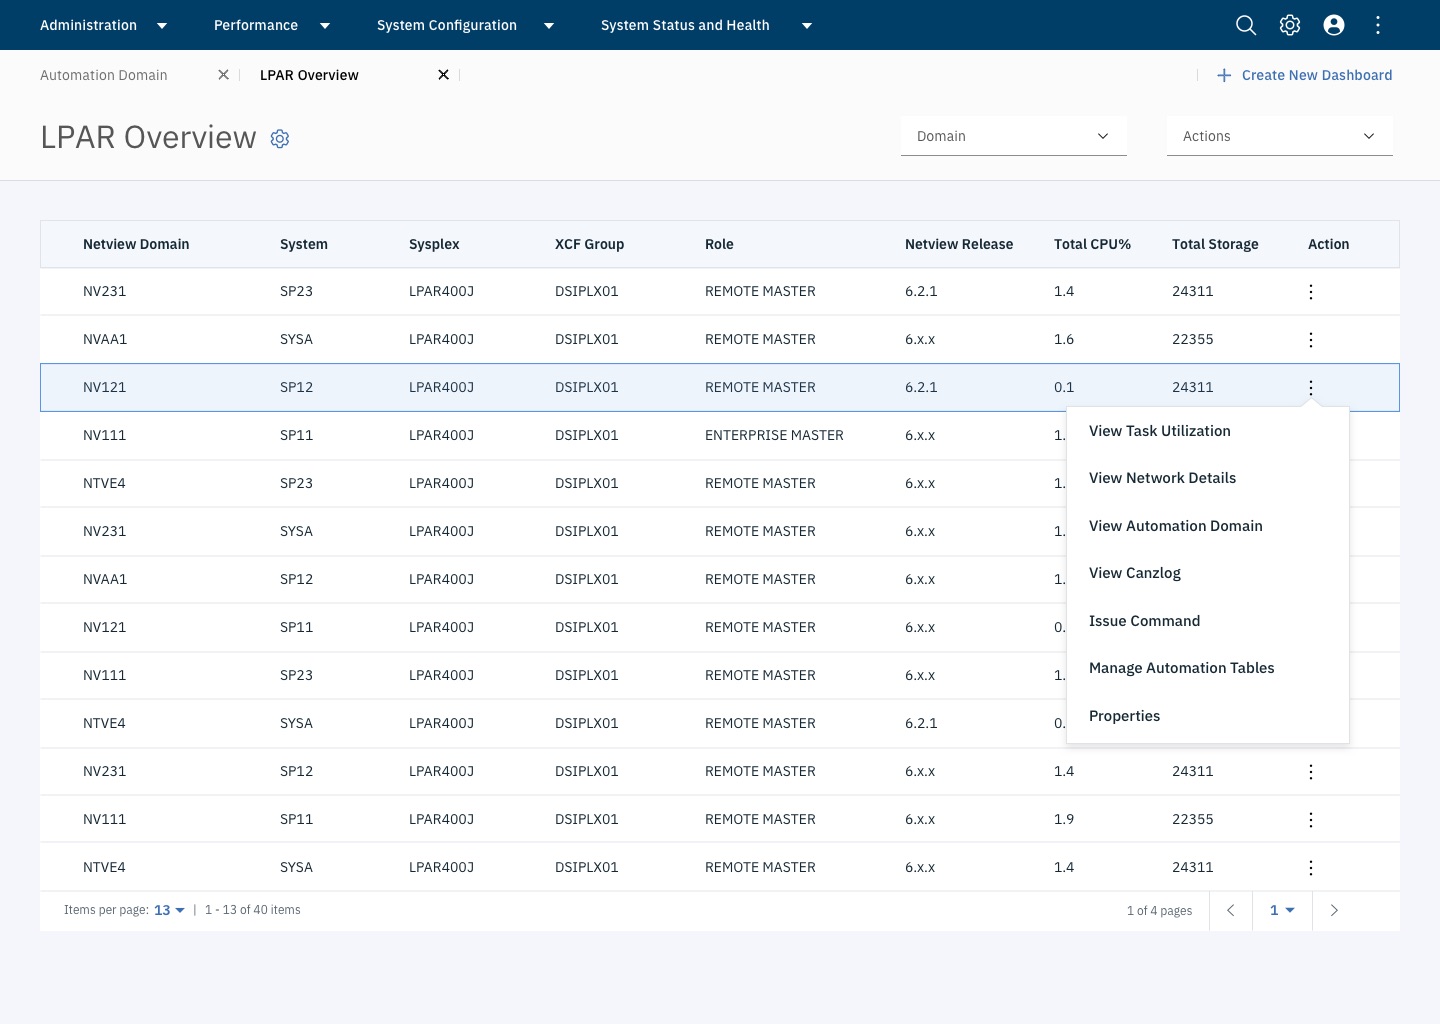 Administration Performance System Configuration System Status and Health
Automation Domain LPAR Overview Create New Dashboard
LPAR Overview Domain Actions
Netview Domain System Sysplex XCF Group Role Netview Release Total CPU% Total Storage Action
NV231 SP23 LPAR400J DSIPLX01 REMOTE MASTER 6.2.1 1.4 24311
NVAA1 SYSA LPAR400J DSIPLX01 REMOTE MASTER 6.x.x 1.6 22355
NV121 SP12 LPAR400J DSIPLX01 REMOTE MASTER 6.2.1 0.1 24311
NV111 SP11 LPAR400J DSIPLX01 ENTERPRISE MASTER 6.x.x 1.
NTVE4 SP23 LPAR400J DSIPLX01 REMOTE MASTER 6.x.x 1.
NV231 SYSA LPAR400J DSIPLX01 REMOTE MASTER 6.x.x 1.
NVAA1 SP12 LPAR400J DSIPLX01 REMOTE MASTER 6.x.x 1.
NV121 SP11 LPAR400J DSIPLX01 REMOTE MASTER 6.x.x 0.
NV111 SP23 LPAR400J DSIPLX01 REMOTE MASTER 6.x.x 1.
NTVE4 SYSA LPAR400J DSIPLX01 REMOTE MASTER 6.2.1 0.
View Task Utilization
View Network Details
View Automation Domain
View Canzlog
Issue Command
Manage Automation Tables
Properties
NV231 SP12 LPAR400J DSIPLX01 REMOTE MASTER 6.x.x 1.4 24311
NV111 SP11 LPAR400J DSIPLX01 REMOTE MASTER 6.x.x 1.9 22355
NTVE4 SYSA LPAR400J DSIPLX01 REMOTE MASTER 6.x.x 1.4 24311
Items per page: 13 | 1 - 13 of 40 items 1 of 4 pages 1